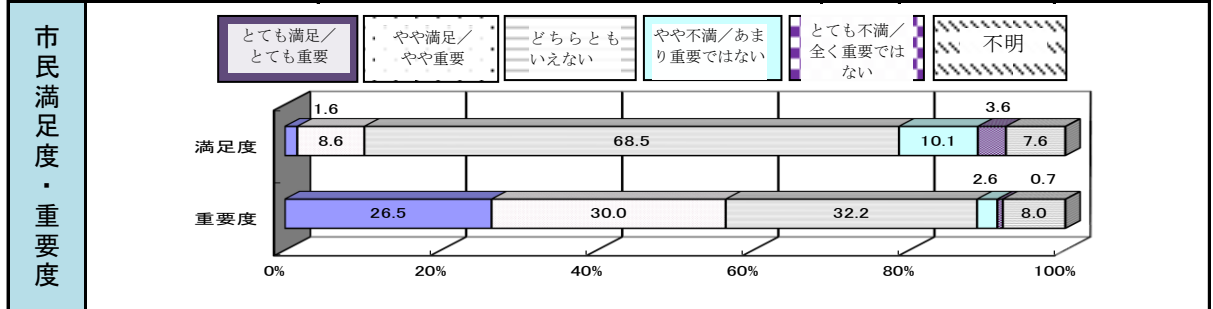 市民満足度・重要度
とても満足／
とても重要
やや満足／
やや重要
どちらとも
いえない
やや不満／あま
り重要ではない
とても不満／
全く重要では
ない
不明
1.6
3.6
満足度
8.6
68.5
10.1
7.6
2.6
0.7
重要度
26.5
30.0
32.2
8.0
0%
20%
40%
60%
80%
100%